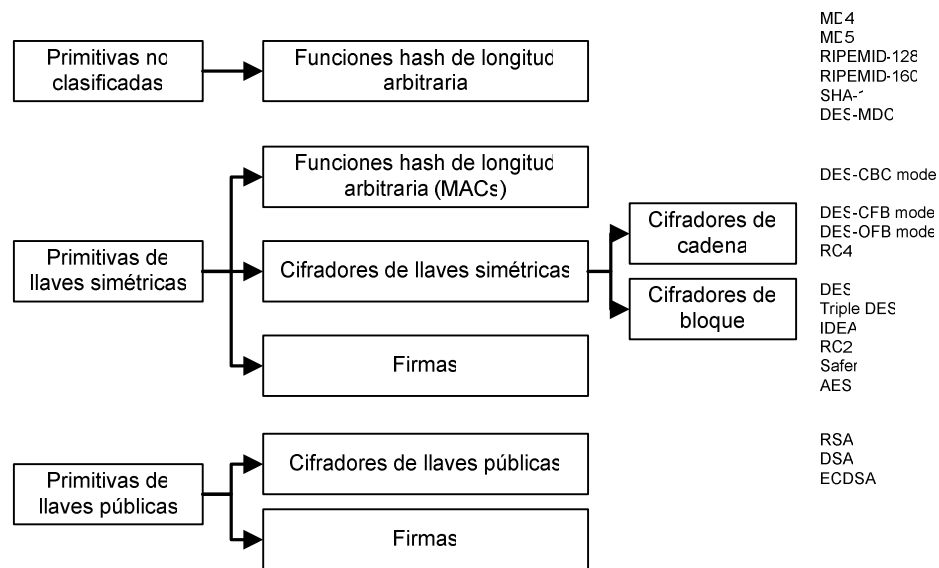 Primitivas no
clasificadas
Funciones hash de longitud
arbitraria
MD4
MD5
RIPEMID-128
RIPEMID-160
SHA-1
DES-MDC
Primitivas de
llaves simétricas
Funciones hash de longitud
arbitraria (MACs)
DES-CBC mode
Cifradores de llaves simétricas
Cifradores de
cadena
DES-CFB mode
DES-OFB mode
RC4
Cifradores de
bloque
DES
Triple DES
IDEA
RC2
Safer
AES
Firmas
Primitivas de
llaves públicas
Cifradores de llaves públicas
RSA
DSA
ECDSA
Firmas